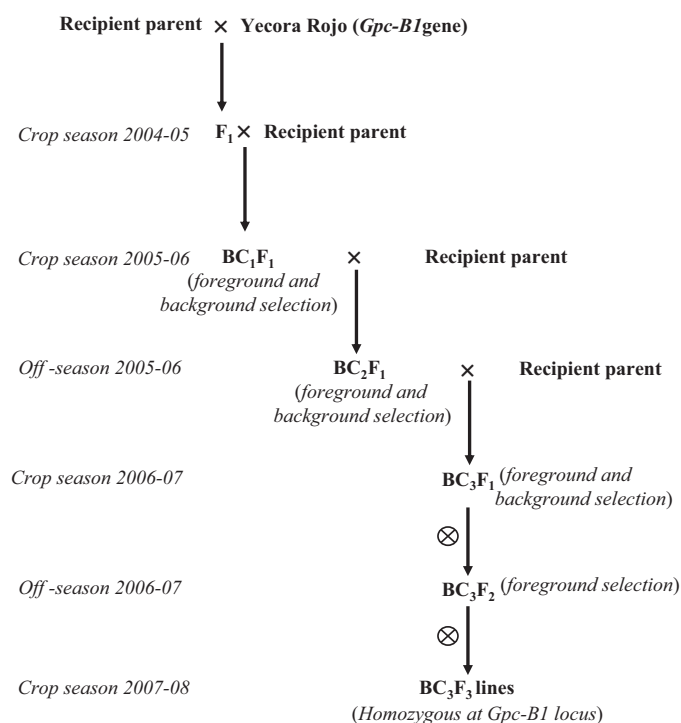 Recipient parent × Yecora Rojo (Gpc-B1gene)
Crop season 2004-05 F₁ × Recipient parent
Crop season 2005-06 BC₁F₁ × Recipient parent
(foreground and
background selection)
Off -season 2005-06 BC₂F₁ × Recipient parent
(foreground and
background selection)
Crop season 2006-07 BC₃F₁ (foreground and
background selection)
⊗
Off -season 2006-07 BC₃F₂ (foreground selection)
⊗
Crop season 2007-08 BC₃F₃ lines
(Homozygous at Gpc-B1 locus)